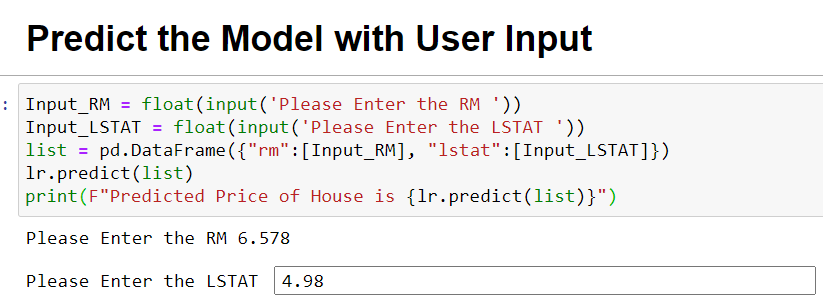 Predict the Model with User Input
: Input_RM = float(input('Please Enter the RM '))
Input_LSTAT = float(input('Please Enter the LSTAT '))
list = pd.DataFrame({"rm":[Input_RM], "lstat":[Input_LSTAT]})
lr.predict(list)
print(F"Predicted Price of House is {lr.predict(list)}")
Please Enter the RM 6.578
Please Enter the LSTAT 4.98